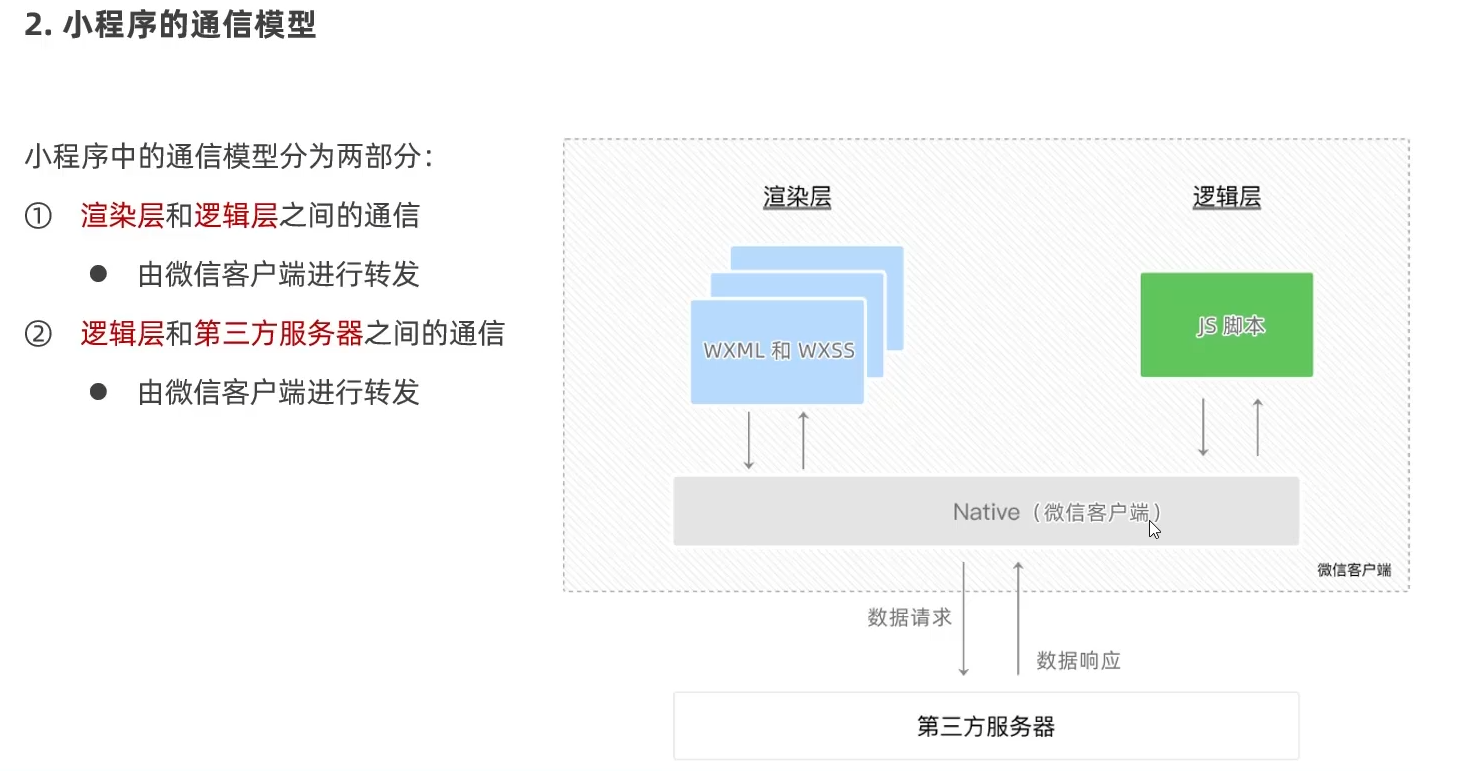 2. 小程序的通信模型
小程序中的通信模型分为两部分：
① 渲染层和逻辑层之间的通信
● 由微信客户端进行转发
② 逻辑层和第三方服务器之间的通信
● 由微信客户端进行转发
渲染层
逻辑层
WXML 和 WXSS
JS 脚本
Native（微信客户端）
微信客户端
数据请求
数据响应
第三方服务器